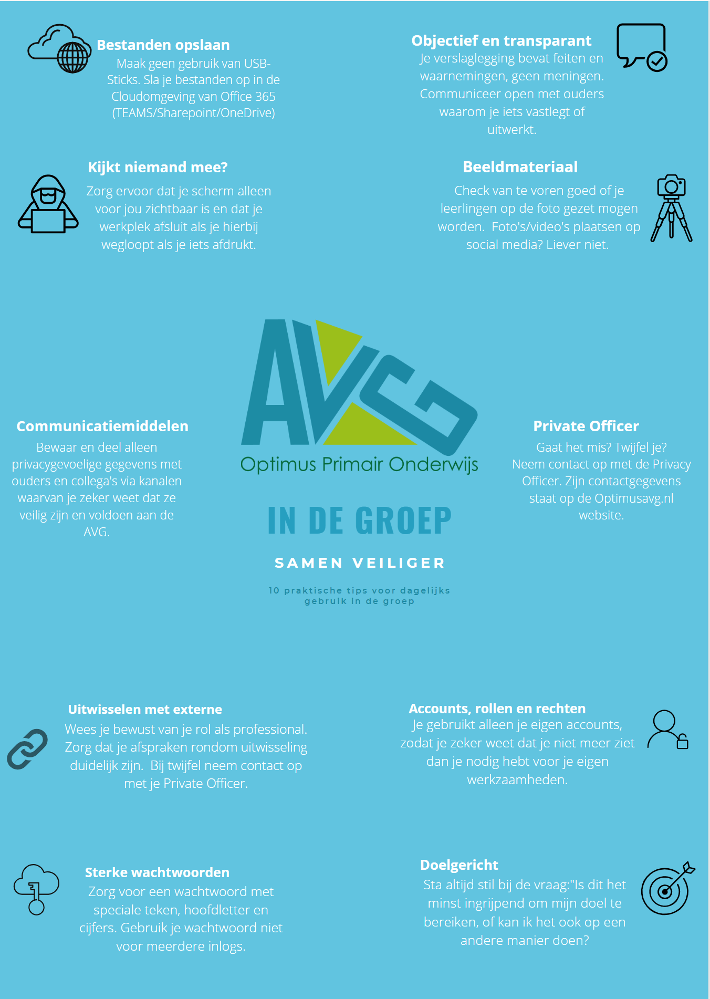 Bestanden opslaan
Maak geen gebruik van USB-
Sticks. Sla je bestanden op in de
Cloudomgeving van Office 365
(TEAMS/Sharepoint/OneDrive)
Objectief en transparant
Je verslaglegging bevat feiten en
waarnemingen, geen meningen.
Communiceer open met ouders
waarom je iets vastlegt of
uitwerkt.
Kijkt niemand mee?
Zorg ervoor dat je scherm alleen
voor jou zichtbaar is en dat je
werkplek afsluit als je hierbij
wegloopt als je iets afdrukt.
Beeldmateriaal
Check van te voren goed of je
leerlingen op de foto gezet mogen
worden.  Foto's/video's plaatsen op
social media? Liever niet.
AVG
Optimus Primair Onderwijs
Communicatiemiddelen
Bewaar en deel alleen
privacygevoelige gegevens met
ouders en collega's via kanalen
waarvan je zeker weet dat ze
veilig zijn en voldoen aan de
AVG.
Private Officer
Gaat het mis? Twijfel je?
Neem contact op met de Privacy
Officer. Zijn contactgegevens
staat op de Optimusavg.nl
website.
IN DE GROEP
SAMEN VEILIGER
10 praktische tips voor dagelijks
gebruik in de groep
Uitwisselen met externe
Wees je bewust van je rol als professional.
Zorg dat je afspraken rondom uitwisseling
duidelijk zijn.  Bij twijfel neem contact op
met je Private Officer.
Accounts, rollen en rechten
Je gebruikt alleen je eigen accounts,
zodat je zeker weet dat je niet meer ziet
dan je nodig hebt voor je eigen
werkzaamheden.
Sterke wachtwoorden
Zorg voor een wachtwoord met
speciale teken, hoofdletter en
cijfers. Gebruik je wachtwoord niet
voor meerdere inlogs.
Doelgericht
Sta altijd stil bij de vraag:"Is dit het
minst ingrijpend om mijn doel te
bereiken, of kan ik het ook op een
andere manier doen?